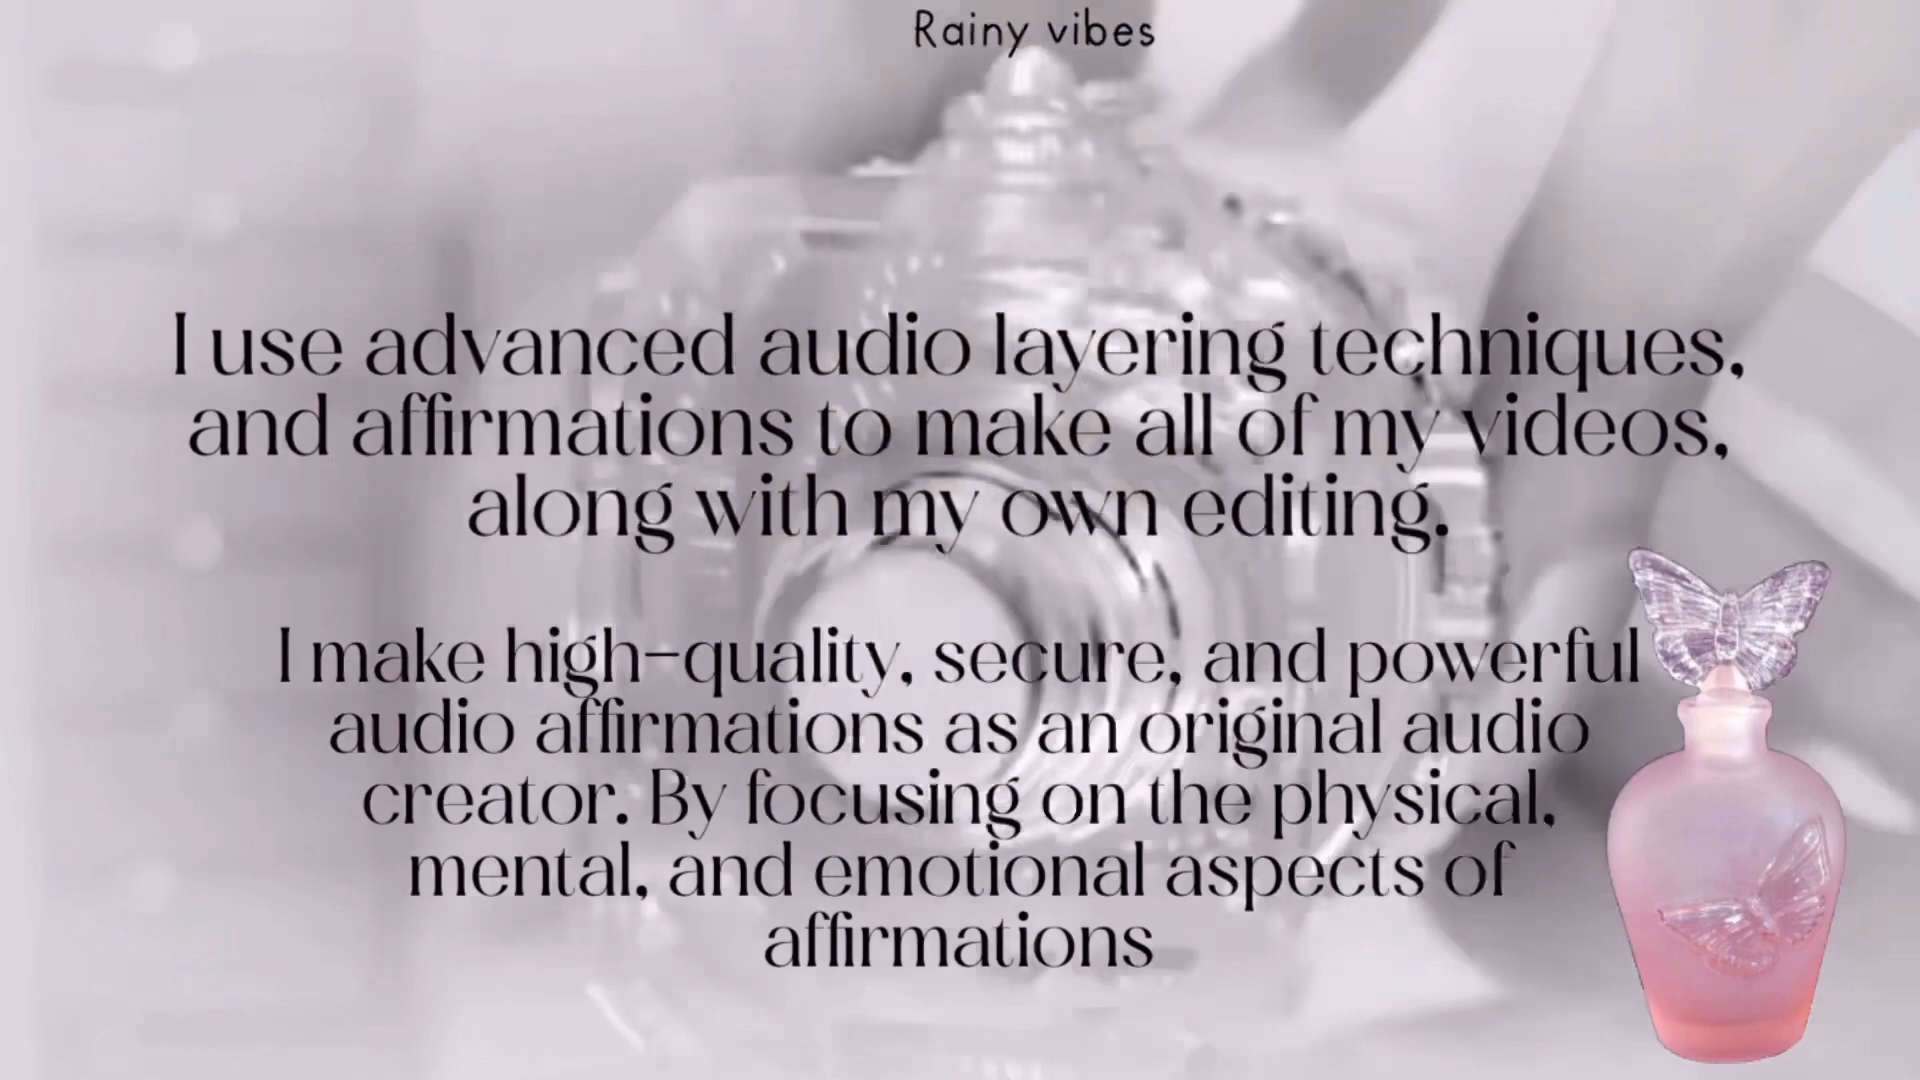 Rainy vibes
I use advanced audio layering techniques,
and affirmations to make all of my videos,
along with my own editing.
I make high-quality, secure, and powerful
audio affirmations as an original audio
creator. By focusing on the physical,
mental, and emotional aspects of
affirmations